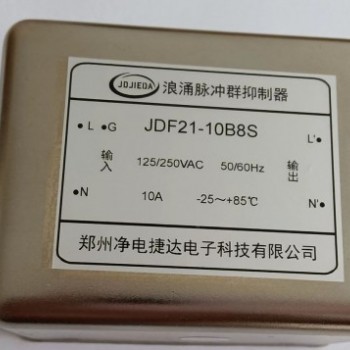 JDJIEDA 浪涌脉冲群抑制器
JDF21-10B8S
L G L'
输入 125/250VAC 50/60Hz 输出
N 10A -25~+85℃ N'
郑州净电捷达电子科技有限公司